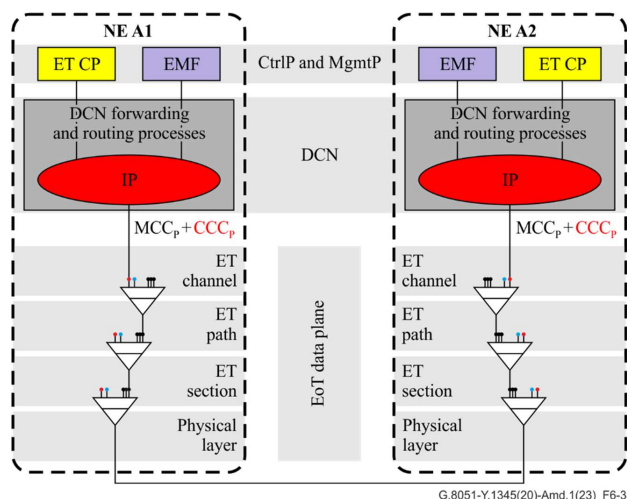 NE A1
NE A2
ET CP
EMF
CtrlP and MgmtP
EMF
ET CP
DCN forwarding
and routing processes
DCN
DCN forwarding
and routing processes
IP
IP
MCCP+CCCP
MCCP+CCCP
ET
channel
ET
path
ET
section
Physical
layer
EoT data plane
ET
channel
ET
path
ET
section
Physical
layer
G.8051-Y.1345(20)-Amd.1(23)_F6-3